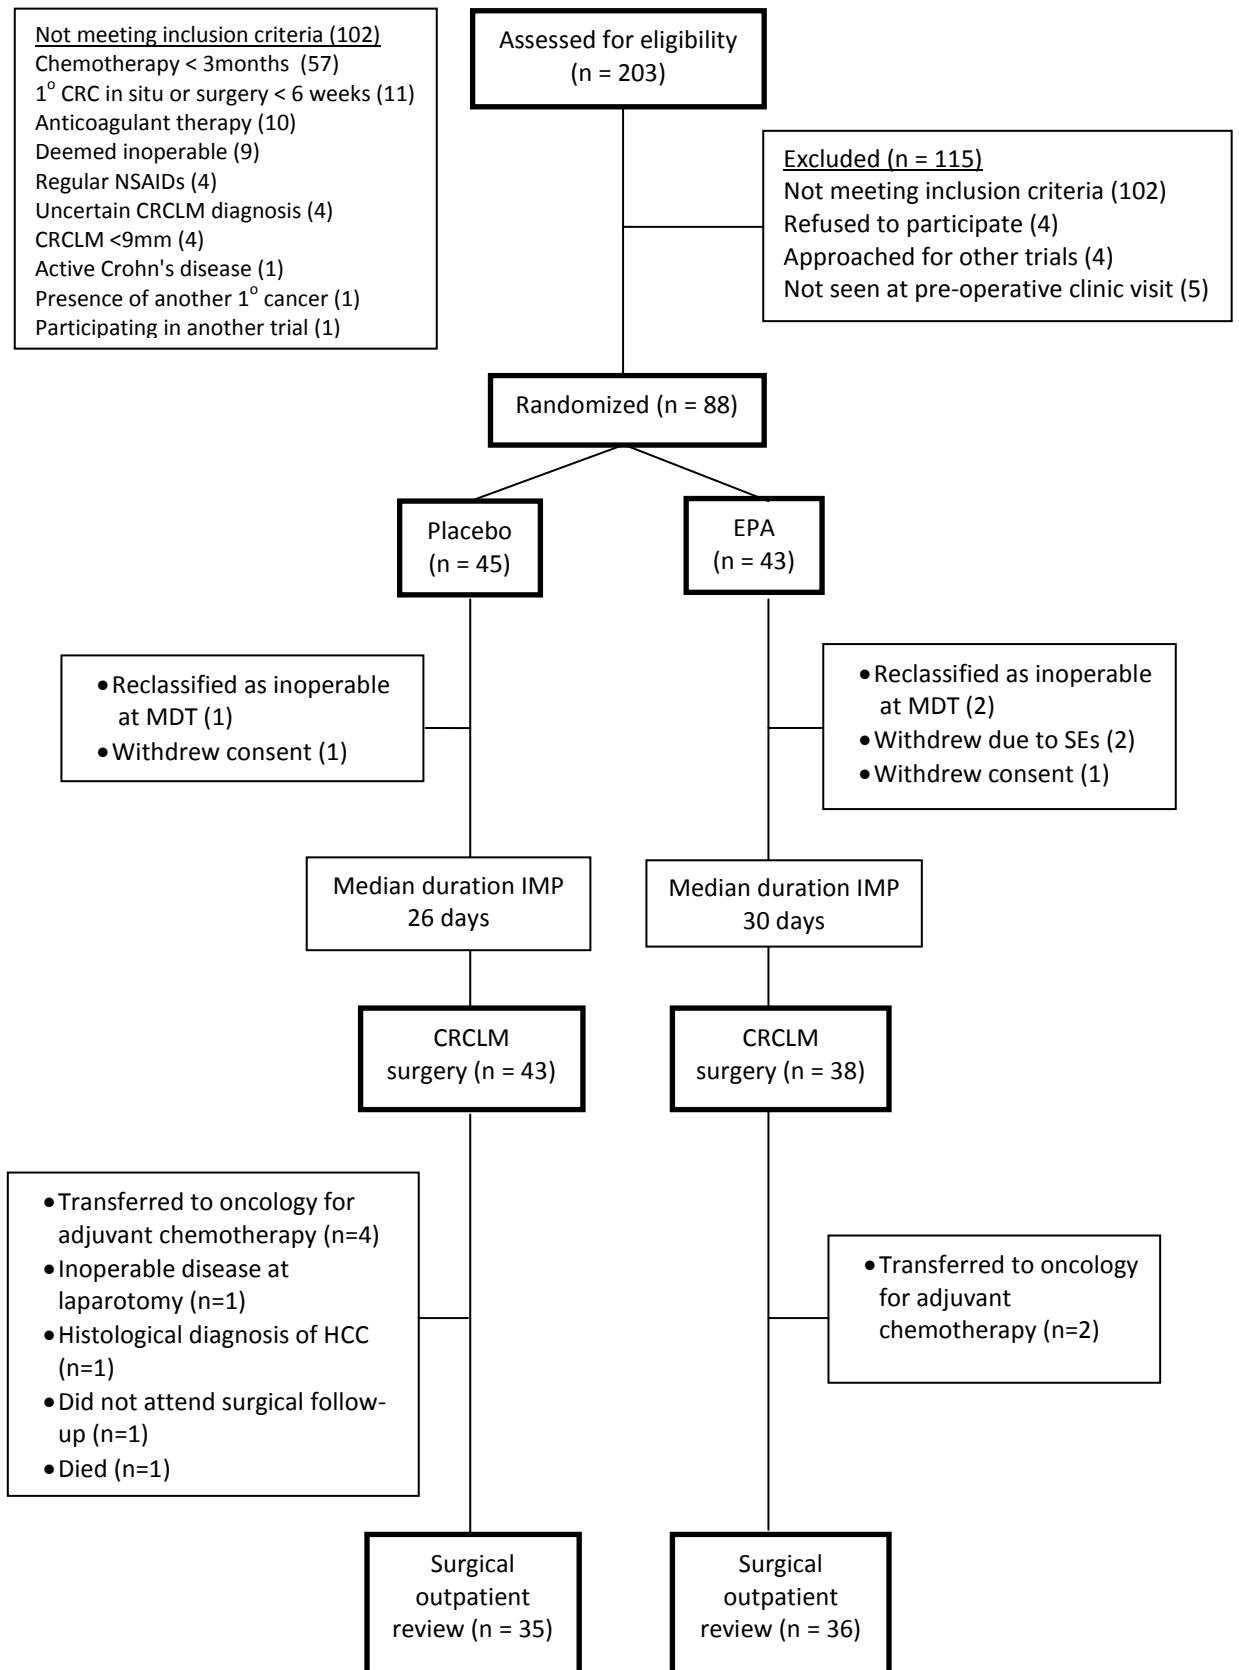 Not meeting inclusion criteria (102)
Chemotherapy < 3months (57)
1° CRC in situ or surgery < 6 weeks (11)
Anticoagulant therapy (10)
Deemed inoperable (9)
Regular NSAIDs (4)
Uncertain CRCLM diagnosis (4)
CRCLM <9mm (4)
Active Crohn's disease (1)
Presence of another 1° cancer (1)
Participating in another trial (1)
Assessed for eligibility
(n = 203)
Excluded (n = 115)
Not meeting inclusion criteria (102)
Refused to participate (4)
Approached for other trials (4)
Not seen at pre-operative clinic visit (5)
Randomized (n = 88)
Placebo
(n = 45)
EPA
(n = 43)
• Reclassified as inoperable
at MDT (1)
• Withdrew consent (1)
• Reclassified as inoperable
at MDT (2)
• Withdrew due to SEs (2)
• Withdrew consent (1)
Median duration IMP
26 days
Median duration IMP
30 days
CRCLM
surgery (n = 43)
CRCLM
surgery (n = 38)
• Transferred to oncology for
adjuvant chemotherapy (n=4)
• Inoperable disease at
laparotomy (n=1)
• Histological diagnosis of HCC
(n=1)
• Did not attend surgical follow-
up (n=1)
• Died (n=1)
• Transferred to oncology
for adjuvant
chemotherapy (n=2)
Surgical
outpatient
review (n = 35)
Surgical
outpatient
review (n = 36)